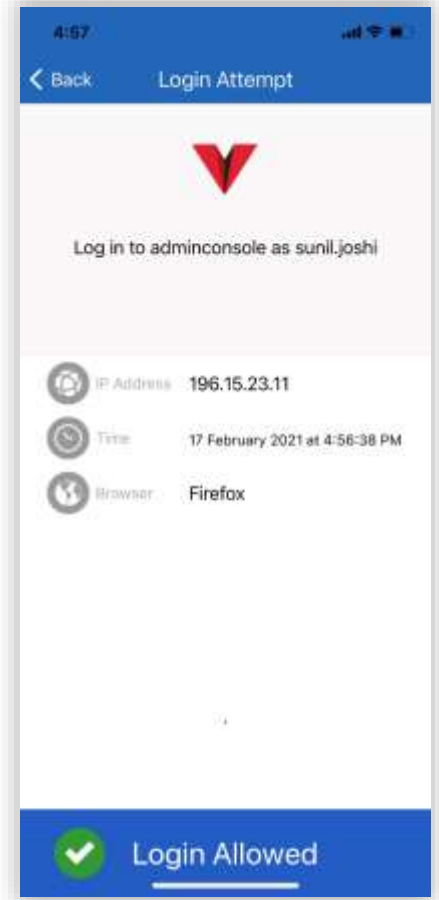 4:57
Back Login Attempt
Log in to adminconsole as sunil.joshi
IP Address 196.15.23.11
Time 17 February 2021 at 4:56:38 PM
Browser Firefox
Login Allowed